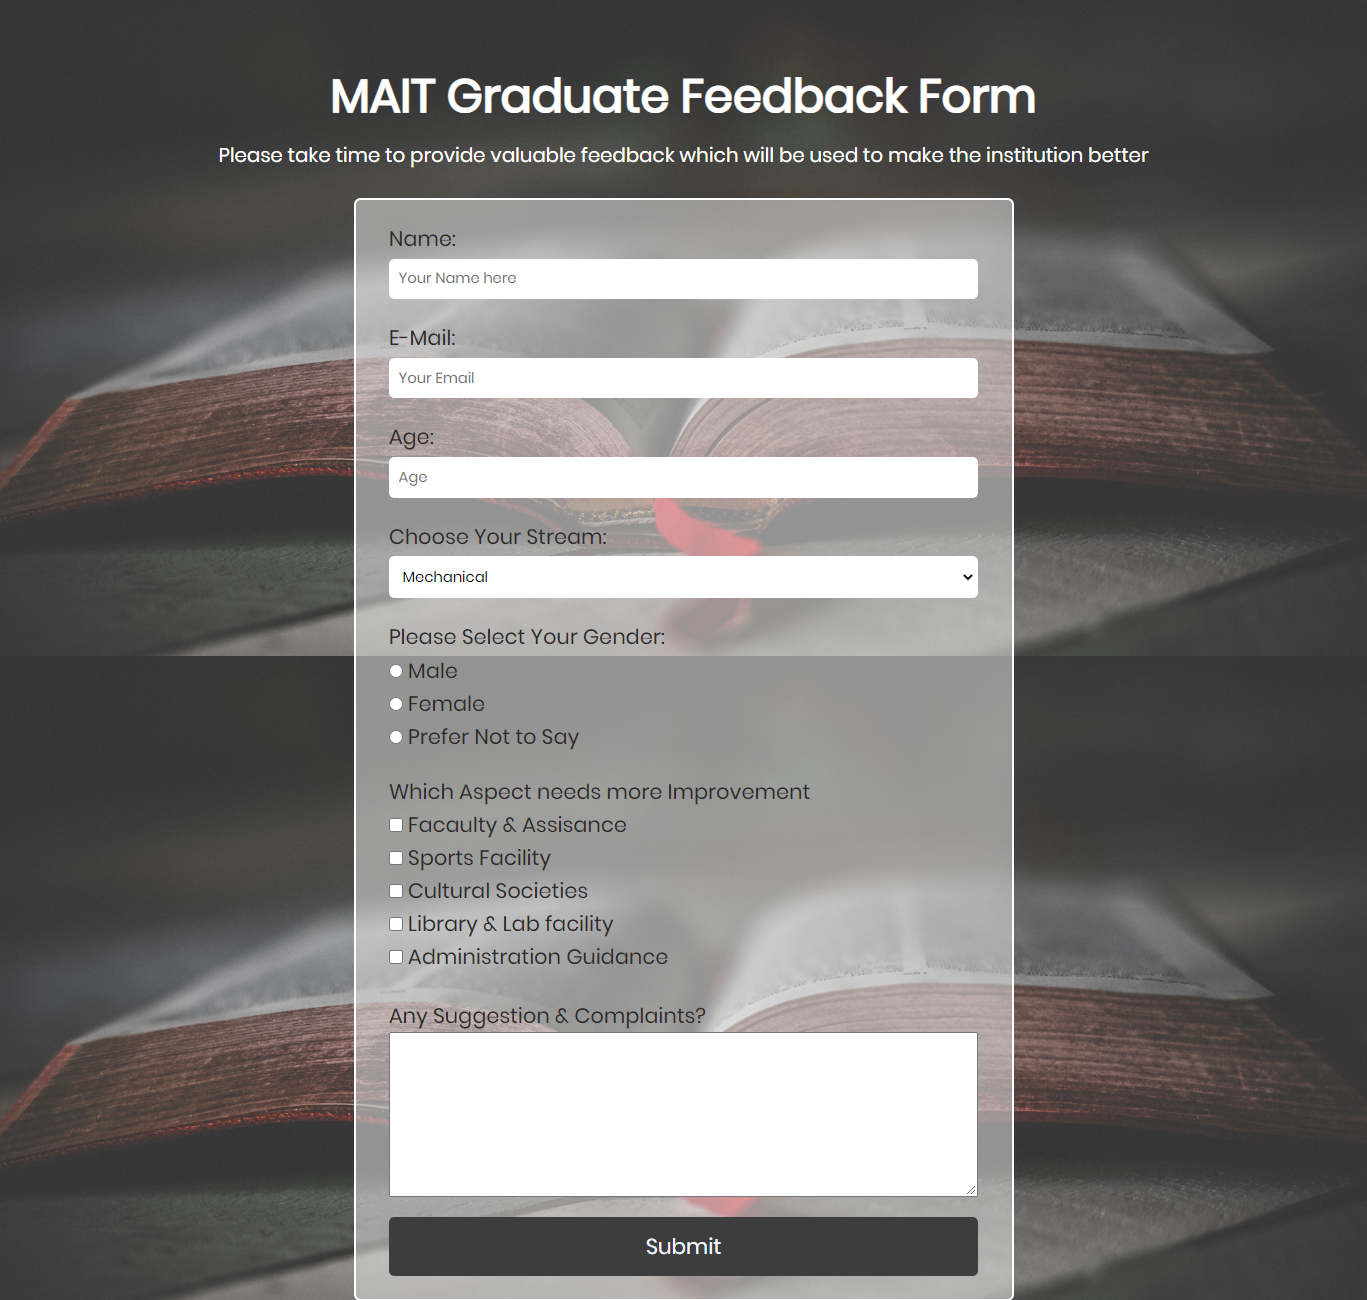 MAIT Graduate Feedback Form
Please take time to provide valuable feedback which will be used to make the institution better
Name:
Your Name here
E-Mail:
Your Email
Age:
Age
Choose Your Stream:
Mechanical
Please Select Your Gender:
Male
Female
Prefer Not to Say
Which Aspect needs more Improvement
Facaulty & Assisance
Sports Facility
Cultural Societies
Library & Lab facility
Administration Guidance
Any Suggestion & Complaints?
Submit